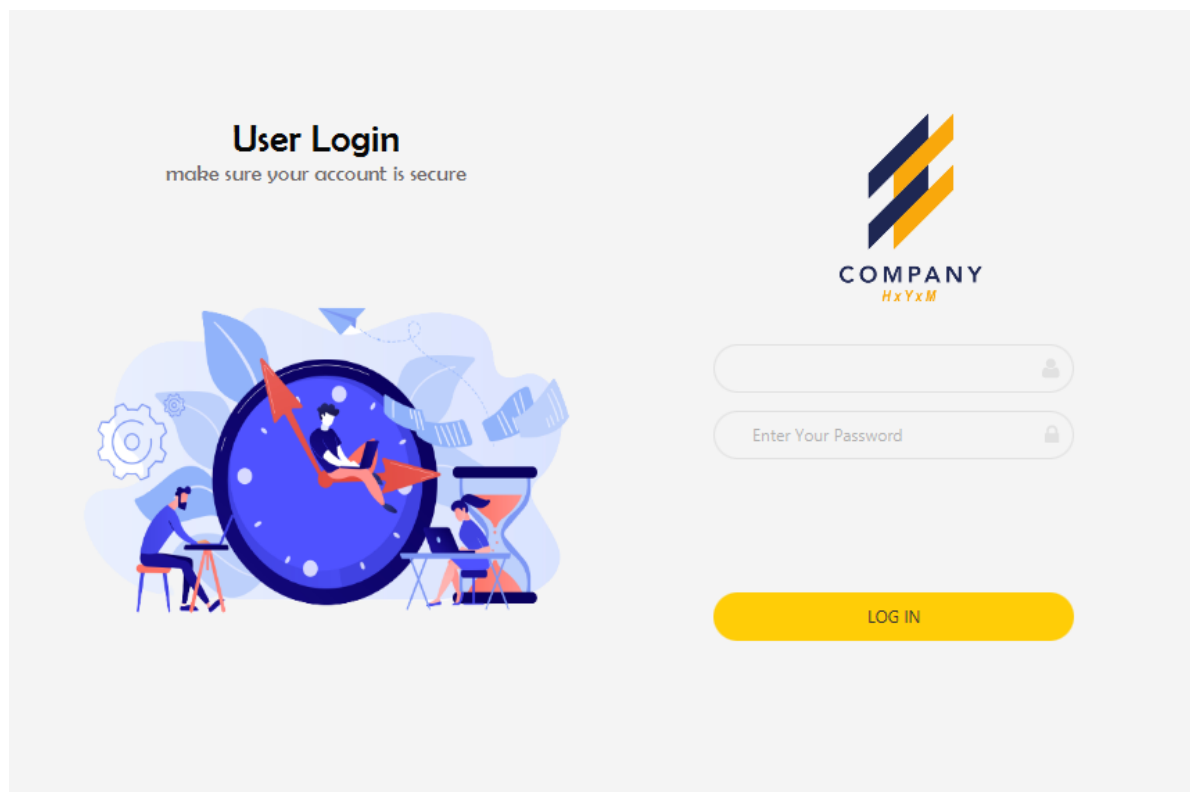 User Login
make sure your account is secure
COMPANY
HxYxM
Enter Your Password
LOG IN